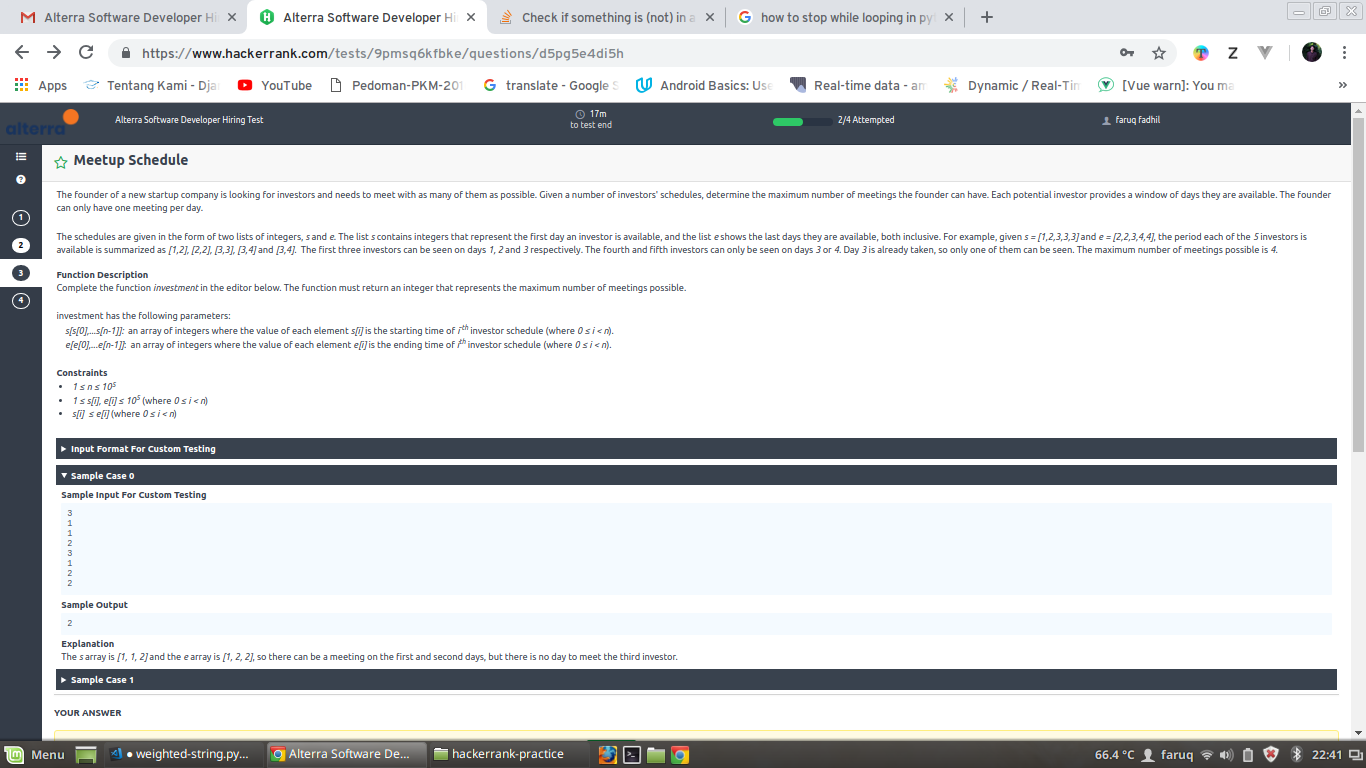 Alterra Software Developer Hi
Alterra Software Developer Hi
Check if something is (not) in a
how to stop while looping in py
https://www.hackerrank.com/tests/9pmsq6kfbke/questions/d5pg5e4di5h
Apps
Tentang Kami - Dja
YouTube
Pedoman-PKM-201
translate - Google S
Android Basics: Use
Real-time data - an
Dynamic / Real-Tim
[Vue warn]: You ma
»
alterra
Alterra Software Developer Hiring Test
17m
to test end
2/4 Attempted
faruq fadhil
1
2
3
4
Meetup Schedule
The founder of a new startup company is looking for investors and needs to meet with as many of them as possible. Given a number of investors' schedules, determine the maximum number of meetings the founder can have. Each potential investor provides a window of days they are available. The founder
can only have one meeting per day.
The schedules are given in the form of two lists of integers, s and e. The list s contains integers that represent the first day an investor is available, and the list e shows the last days they are available, both inclusive. For example, given s = [1,2,3,3,3] and e = [2,2,3,4,4], the period each of the 5 investors is
available is summarized as [1,2], [2,2], [3,3], [3,4] and [3,4]. The first three investors can be seen on days 1, 2 and 3 respectively. The fourth and fifth investors can only be seen on days 3 or 4. Day 3 is already taken, so only one of them can be seen. The maximum number of meetings possible is 4.
Function Description
Complete the function investment in the editor below. The function must return an integer that represents the maximum number of meetings possible.
investment has the following parameters:
s[s[0],...s[n-1]]: an array of integers where the value of each element s[i] is the starting time of ith investor schedule (where 0 ≤ i < n).
e[e[0],...e[n-1]]: an array of integers where the value of each element e[i] is the ending time of ith investor schedule (where 0 ≤ i < n).
Constraints
• 1 ≤ n ≤ 10⁵
• 1 ≤ s[i], e[i] ≤ 10⁵ (where 0 ≤ i < n)
• s[i] ≤ e[i] (where 0 ≤ i < n)
Input Format For Custom Testing
Sample Case 0
Sample Input For Custom Testing
3
1
1
2
3
1
2
2
Sample Output
2
Explanation
The s array is [1, 1, 2] and the e array is [1, 2, 2], so there can be a meeting on the first and second days, but there is no day to meet the third investor.
Sample Case 1
YOUR ANSWER
Menu
• weighted-string.py...
Alterra Software De...
hackerrank-practice
66.4 °C
faruq
22:41